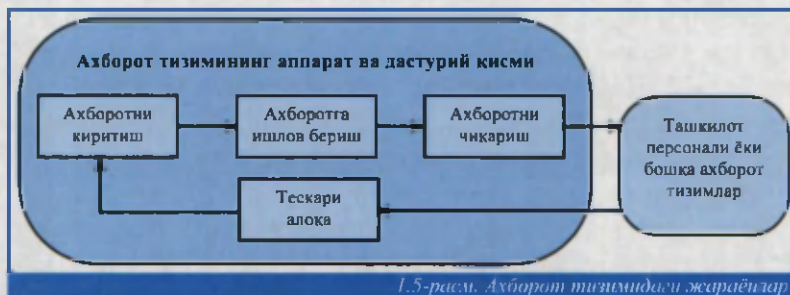 Ахборот тизимининг аппарат ва дастурий қисми
Ахборотни
киритиш
Ахборотга
ишлов бериш
Ахборотни
чиқариш
Тескари
алоқа
Ташкилот
персонали ёки
бошқа ахборот
тизимлар
1.5-расм. Ахборот тизимидаги жараёнлар